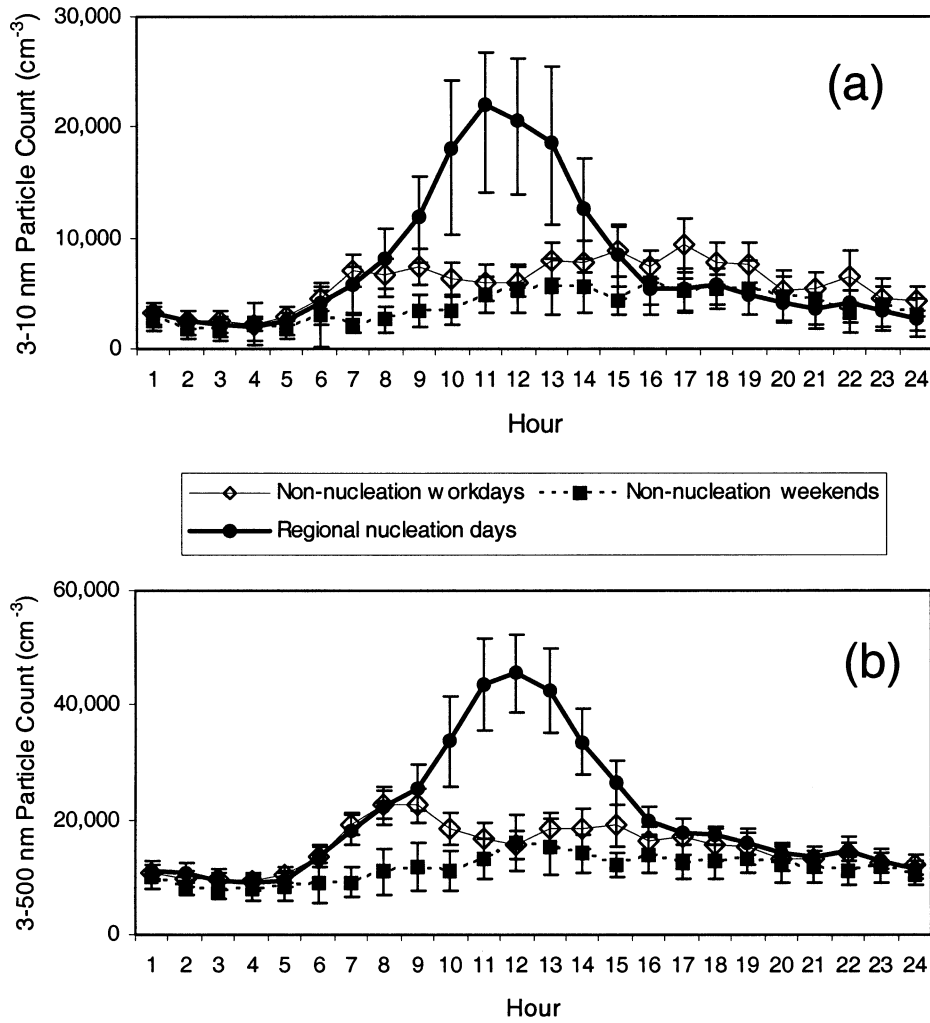 30,000
20,000
10,000
0
3-10 nm Particle Count (cm⁻³)
(a)
1 2 3 4 5 6 7 8 9 10 11 12 13 14 15 16 17 18 19 20 21 22 23 24
Hour
Non-nucleation workdays Non-nucleation weekends
Regional nucleation days
60,000
40,000
20,000
0
3-500 nm Particle Count (cm⁻³)
(b)
1 2 3 4 5 6 7 8 9 10 11 12 13 14 15 16 17 18 19 20 21 22 23 24
Hour